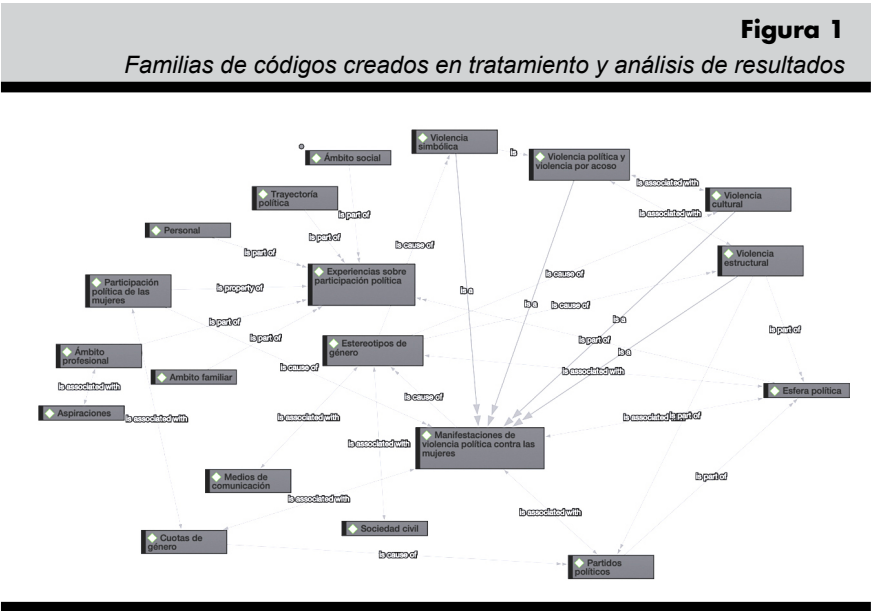 Figura 1
Familias de códigos creados en tratamiento y análisis de resultados
Violencia
simbólica
Ámbito social
is
Violencia política y
violencia por acoso
is associated with
Trayectoría
política
Violencia
cultural
is part of
is associated with
Personal
is part of
is cause of
is part of
Violencia
estructural
Experiencias sobre
participación política
is cause of
Participación
política de las
mujeres
is property of
is a
is a
is cause of
is a
is part of
is part of
Estereotipos de
género
is part of
is part of
is a
Ámbito
profesional
is cause of
is associated with
Ambito familiar
is associated with
Esfera política
is cause of
Aspiraciones
is associated with
is associated with
is associated
is part of
Manifestaciones de
violencia política contra las
mujeres
is associated with
Medios de
comunicación
is part of
is associated with
is associated with
Sociedad civil
Cuotas de
género
is cause of
Partidos
políticos